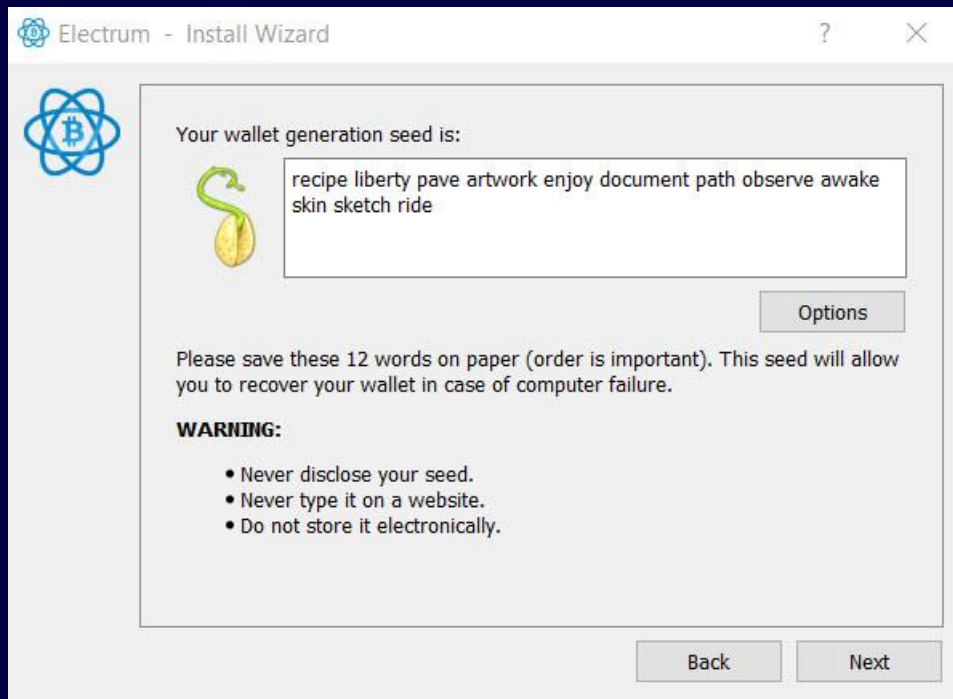 Electrum - Install Wizard
Your wallet generation seed is:
recipe liberty pave artwork enjoy document path observe awake
skin sketch ride
Options
Please save these 12 words on paper (order is important). This seed will allow
you to recover your wallet in case of computer failure.
WARNING:
• Never disclose your seed.
• Never type it on a website.
• Do not store it electronically.
Back Next